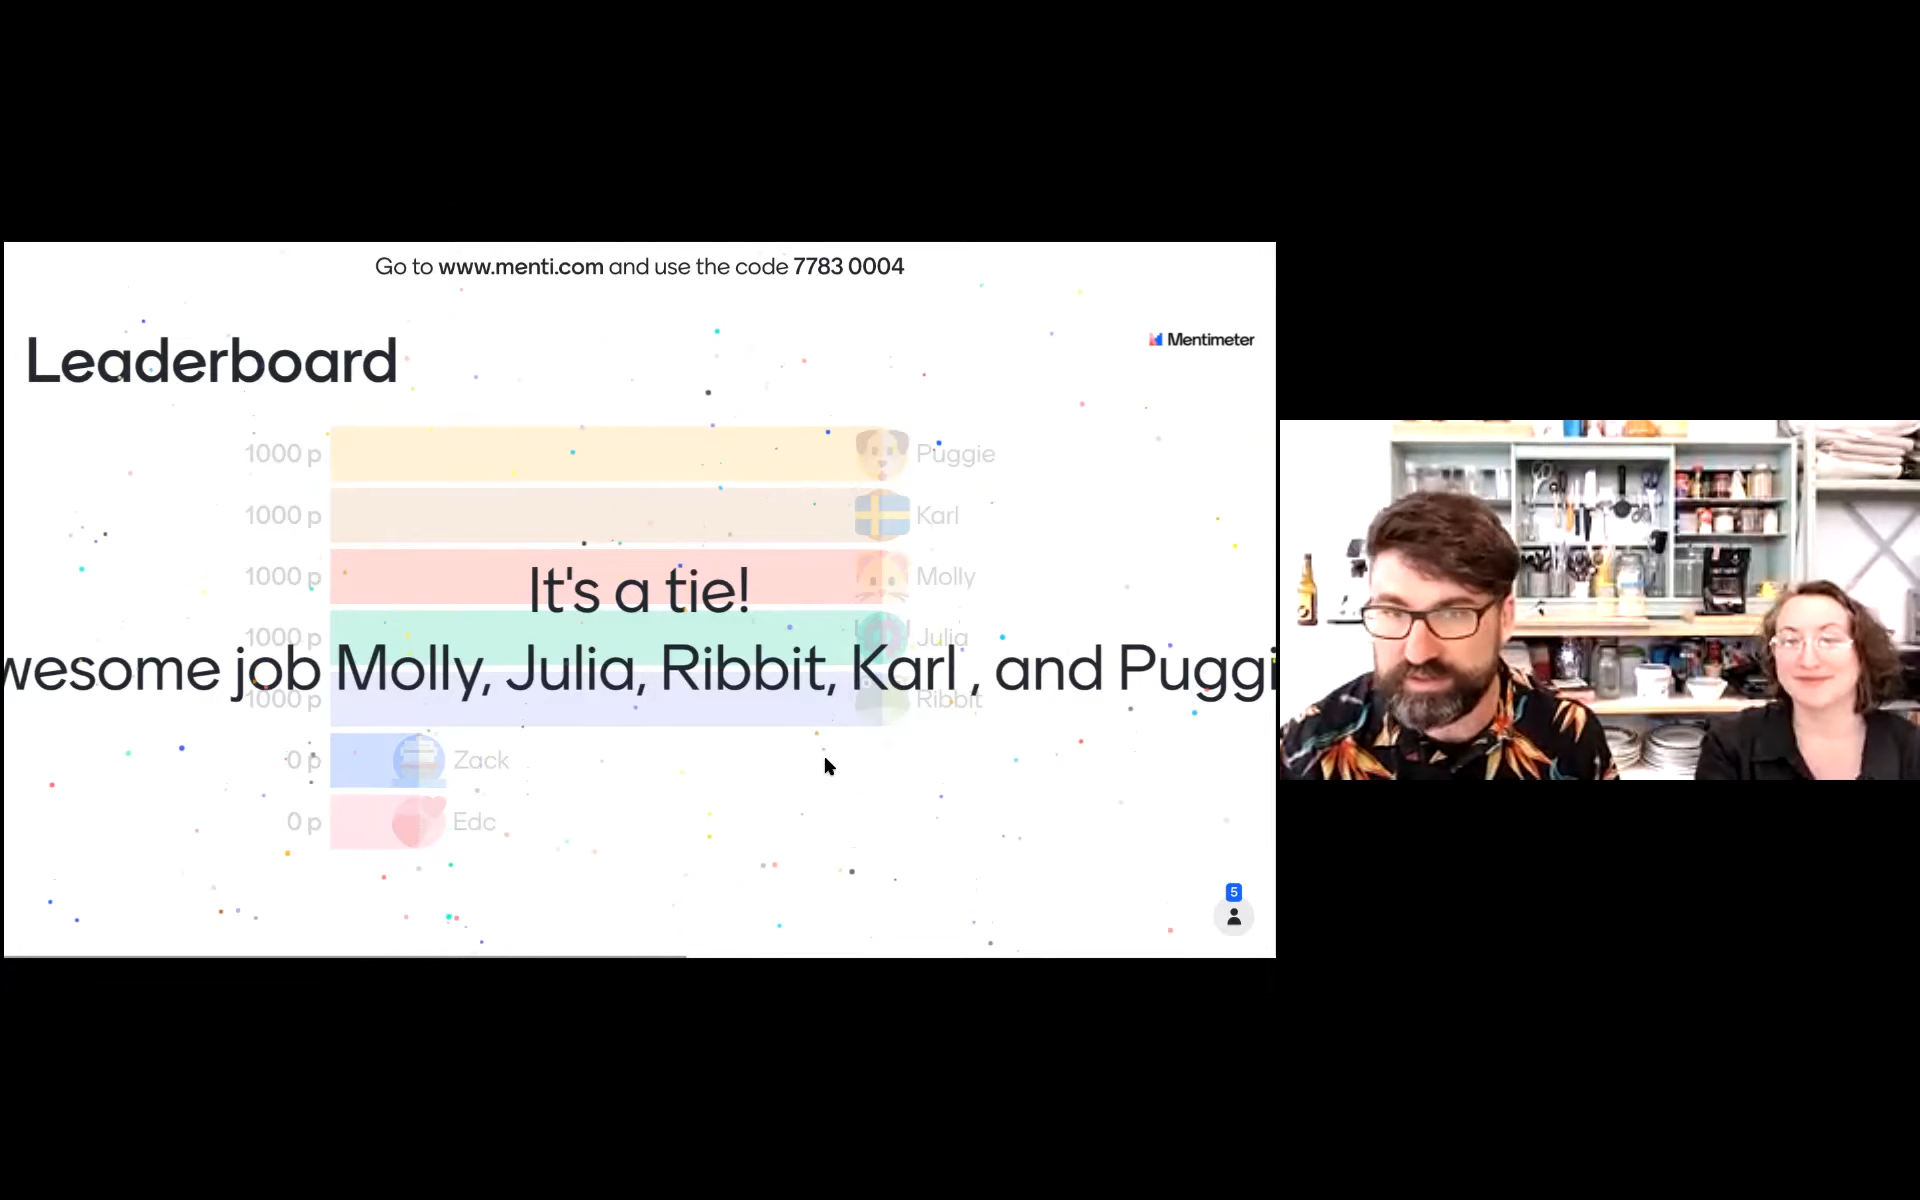 Go to www.menti.com and use the code 7783 0004
Leaderboard
Mentimeter
1000 p Puggie
1000 p Karl
1000 p Molly
It's a tie!
1000 p Julia
wesome job Molly, Julia, Ribbit, Karl , and Puggi
1000 p Ribbit
0 p Zack
0 p Edc
5